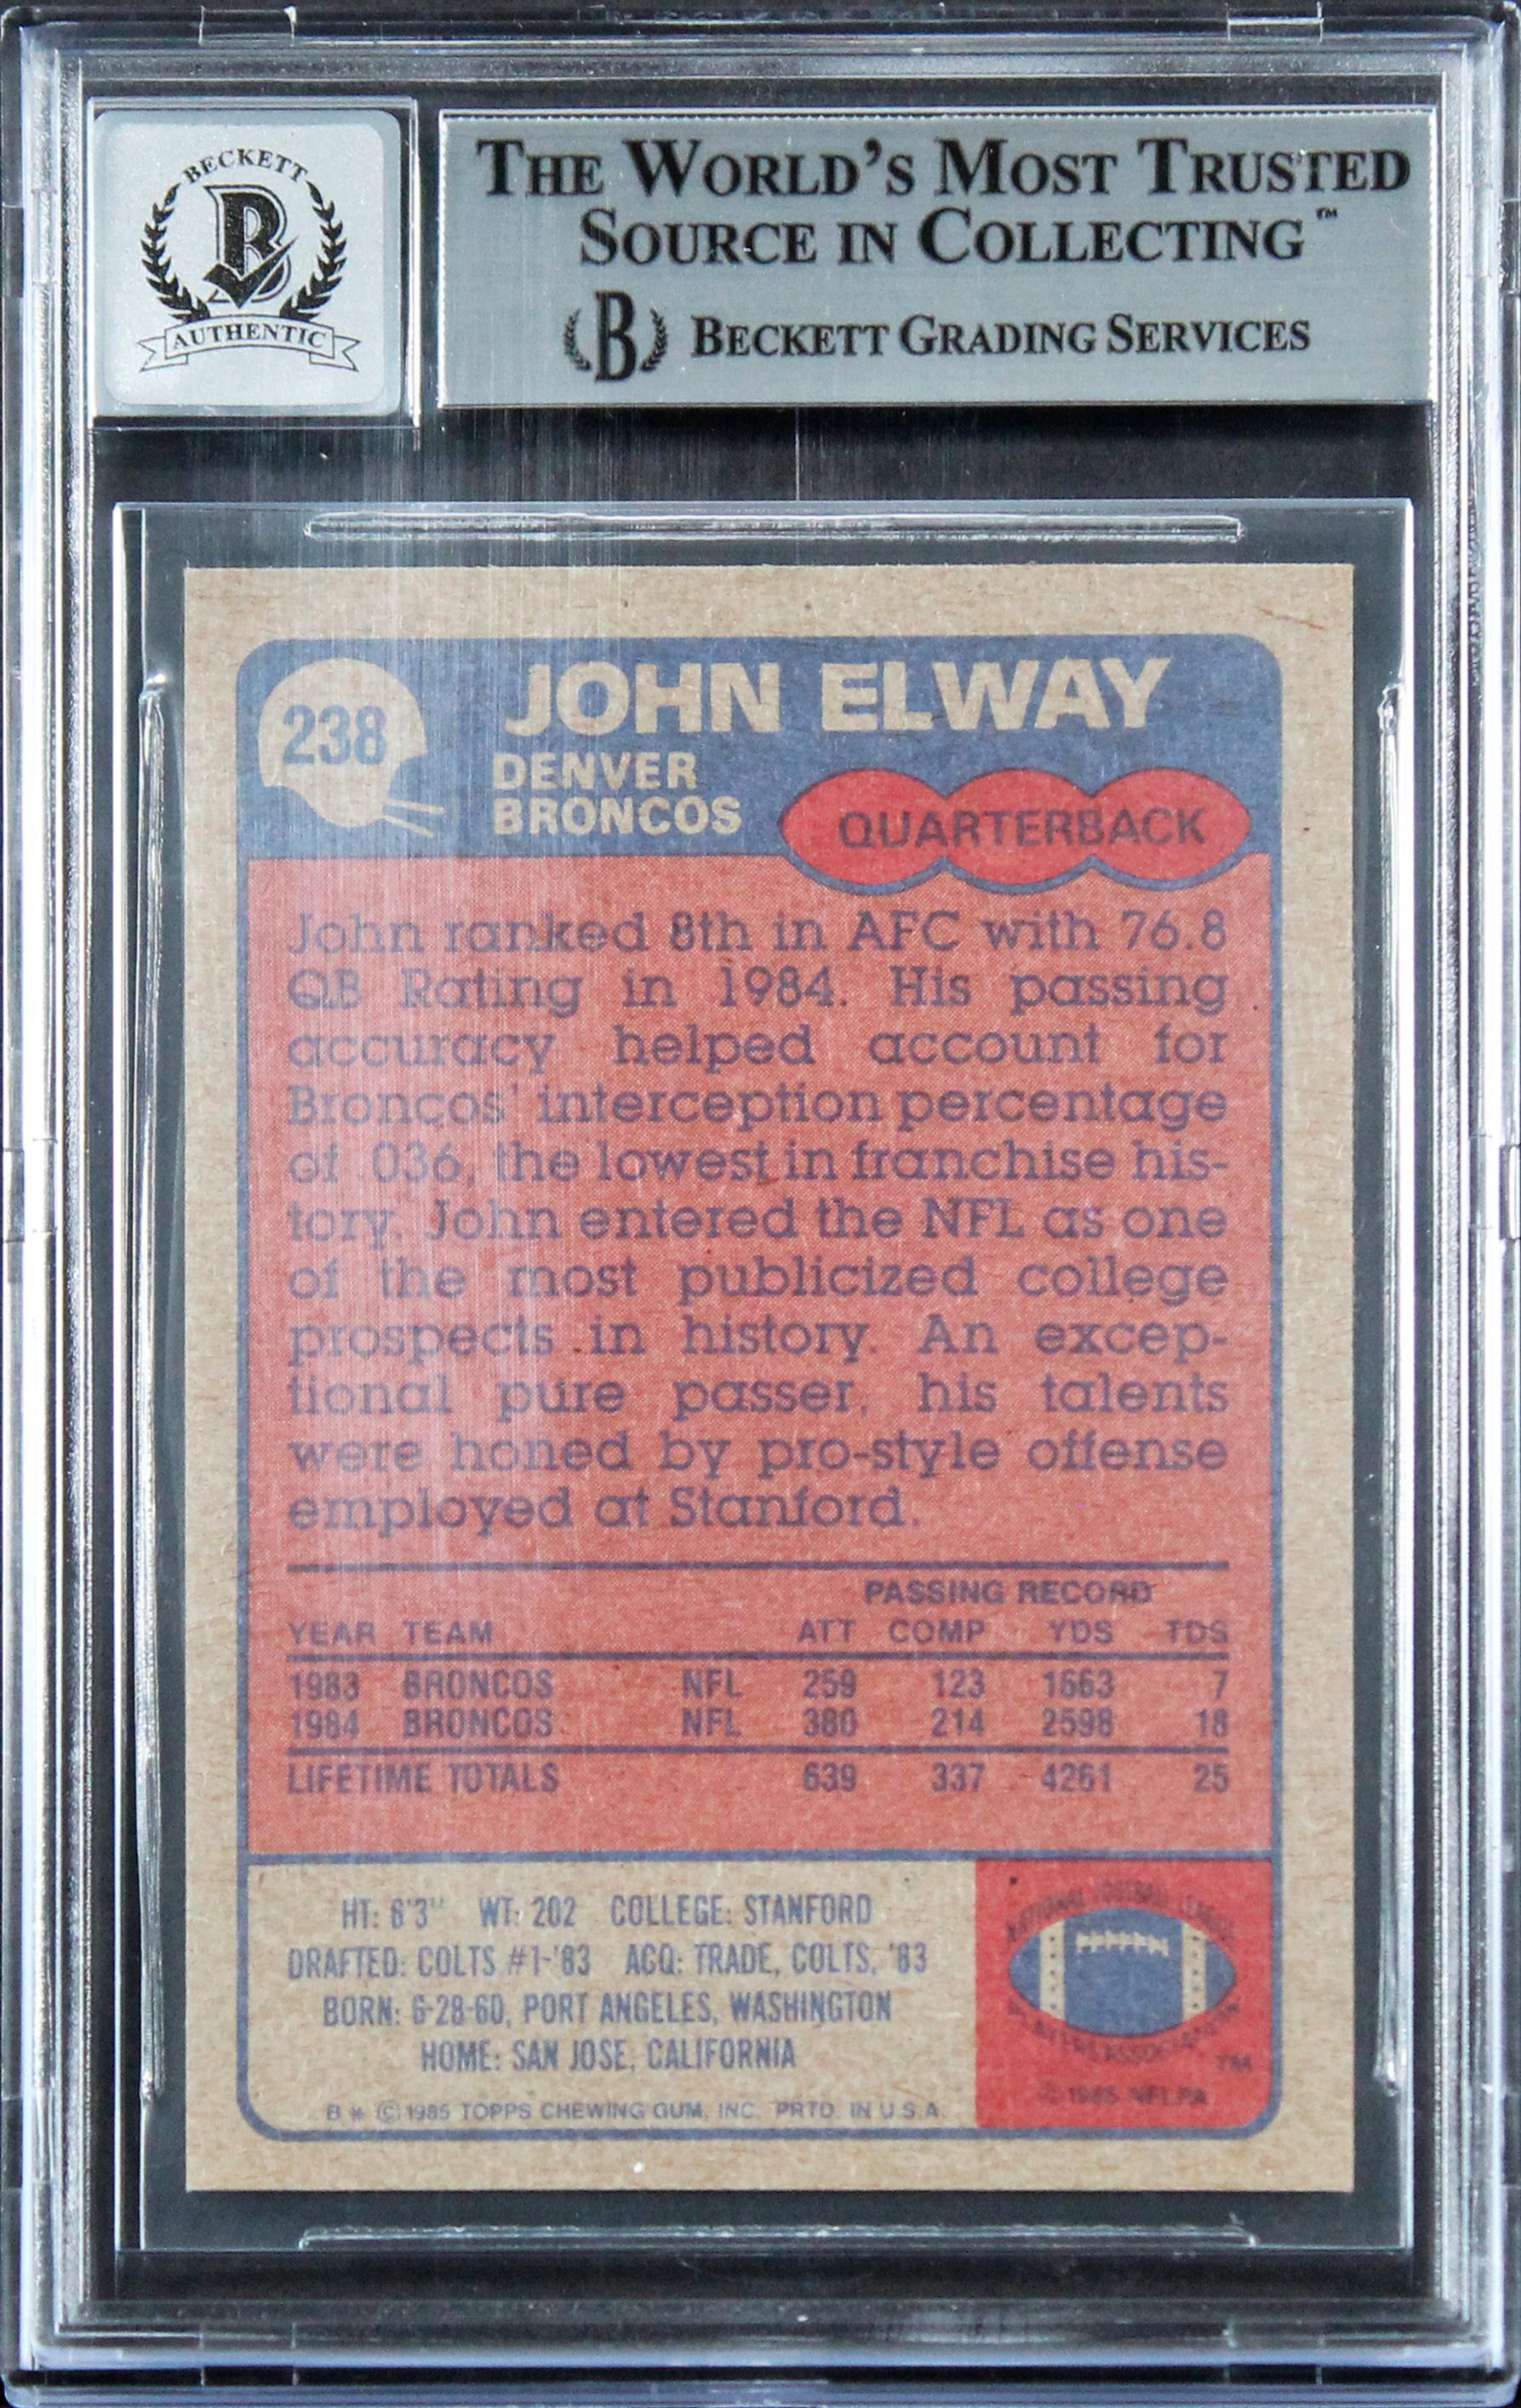 BECKETT
B
AUTHENTIC
THE WORLD'S MOST TRUSTED
SOURCE IN COLLECTING™
B BECKETT GRADING SERVICES
238
JOHN ELWAY
DENVER
BRONCOS
QUARTERBACK
John ranked 8th in AFC with 76.8
QB Rating in 1984. His passing
accuracy helped account for
Broncos' interception percentage
of .036, the lowest in franchise his-
tory. John entered the NFL as one
of the most publicized college
prospects in history. An excep-
tional pure passer, his talents
were honed by pro-style offense
employed at Stanford.
PASSING RECORD
YEAR TEAM ATT COMP YDS TDS
1983 BRONCOS NFL 259 123 1663 7
1984 BRONCOS NFL 380 214 2598 18
LIFETIME TOTALS 639 337 4261 25
HT: 6'3" WT: 202 COLLEGE: STANFORD
DRAFTED: COLTS #1-'83 ACQ: TRADE, COLTS, '83
BORN: 6-28-60, PORT ANGELES, WASHINGTON
HOME: SAN JOSE, CALIFORNIA
B * © 1985 TOPPS CHEWING GUM, INC. PRTD. IN U.S.A.
NATIONAL FOOTBALL LEAGUE
PLAYERS ASSOCIATION
TM
© 1985 NFLPA